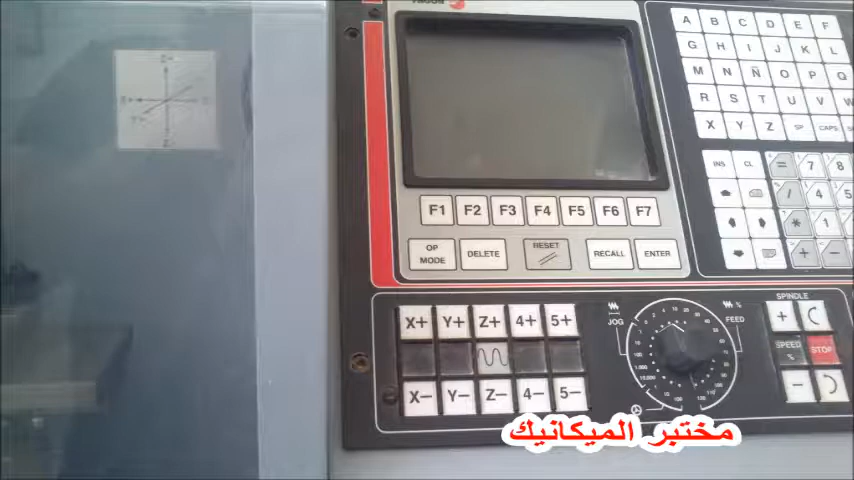 FAGOR
A B C D E F
G H I J K L
M N Ñ O P Q
R S T U V W
X Y Z SP CAPS
INS CL = 7 8
/ 4 5
* 1
+ -
F1 F2 F3 F4 F5 F6 F7
OP MODE DELETE RESET RECALL ENTER
X+ Y+ Z+ 4+ 5+
X- Y- Z- 4- 5-
JOG
% FEED
SPINDLE
+
SPEED % STOP
-
مختبر الميكانيك